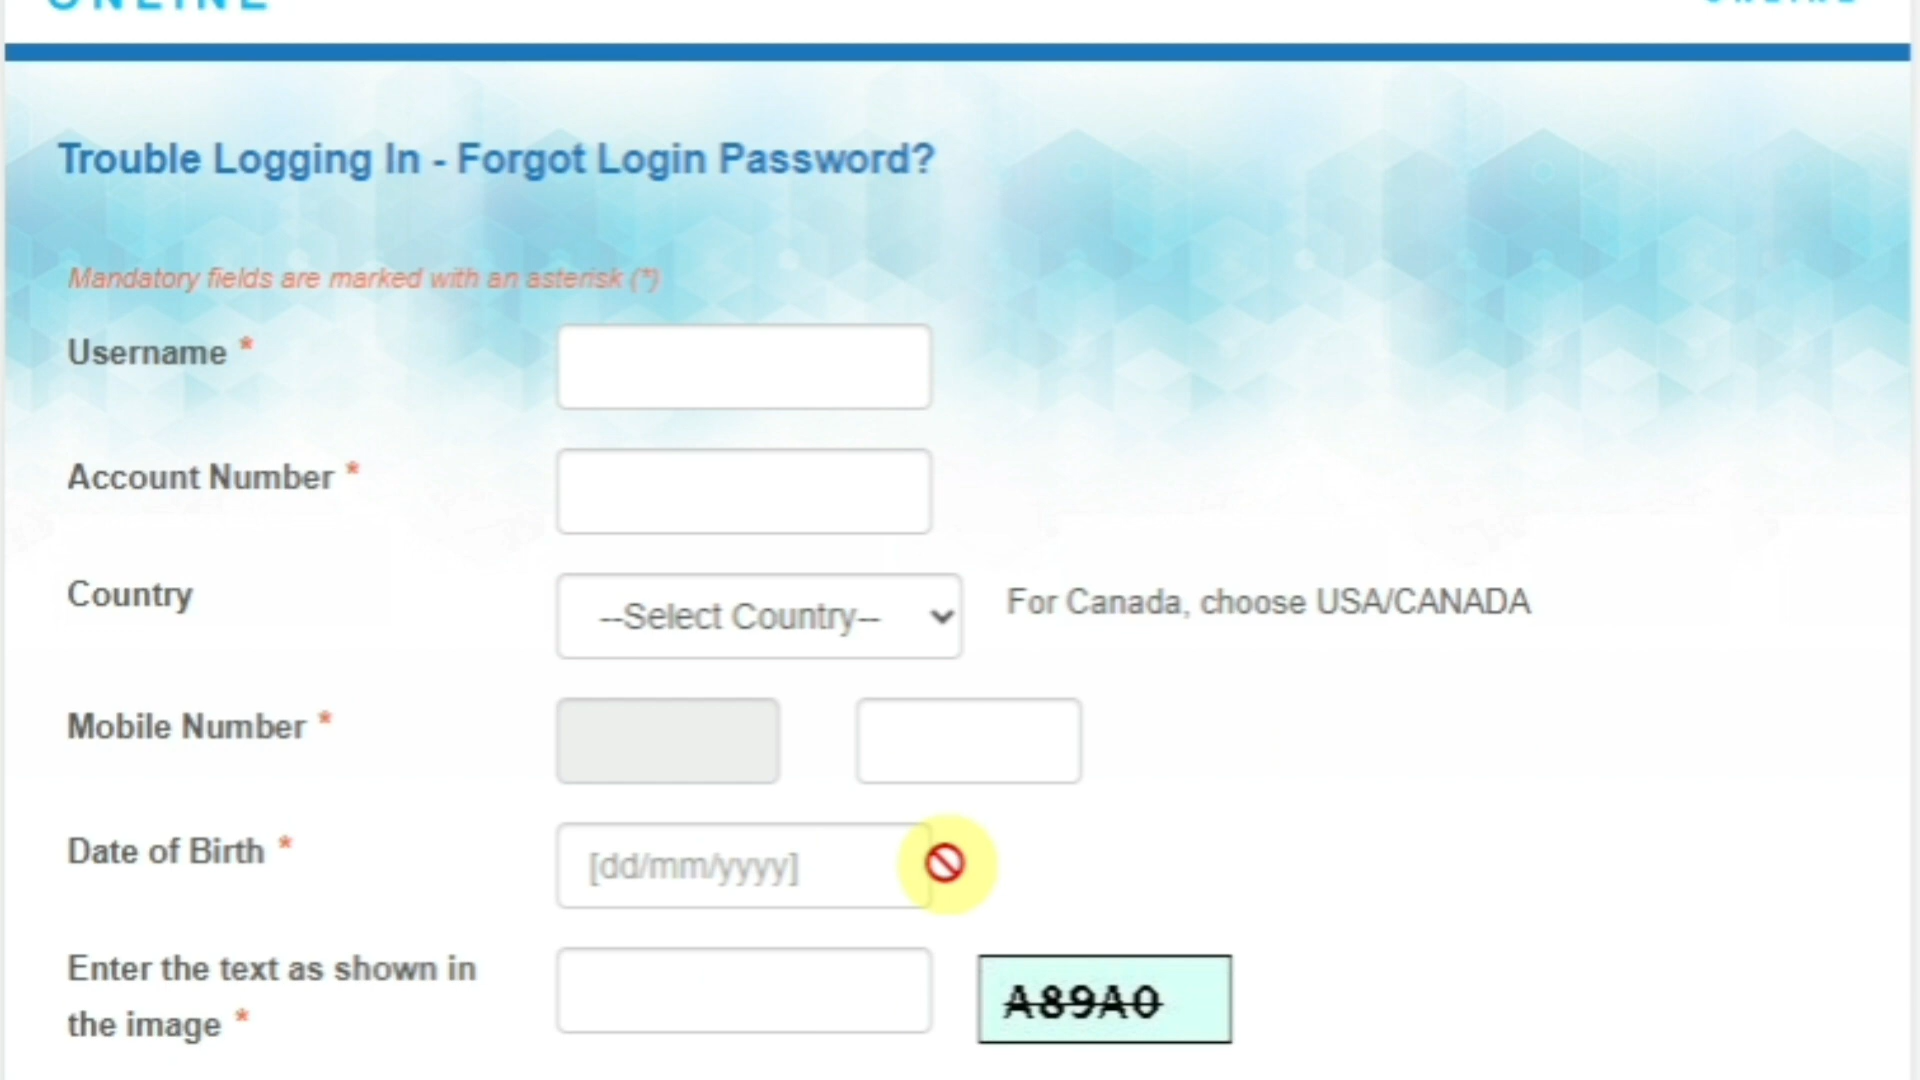 ONLINE ONLINE
Trouble Logging In - Forgot Login Password?
Mandatory fields are marked with an asterisk (*)
Username *
Account Number *
Country --Select Country-- For Canada, choose USA/CANADA
Mobile Number *
Date of Birth * [dd/mm/yyyy]
Enter the text as shown in
the image * A89A0